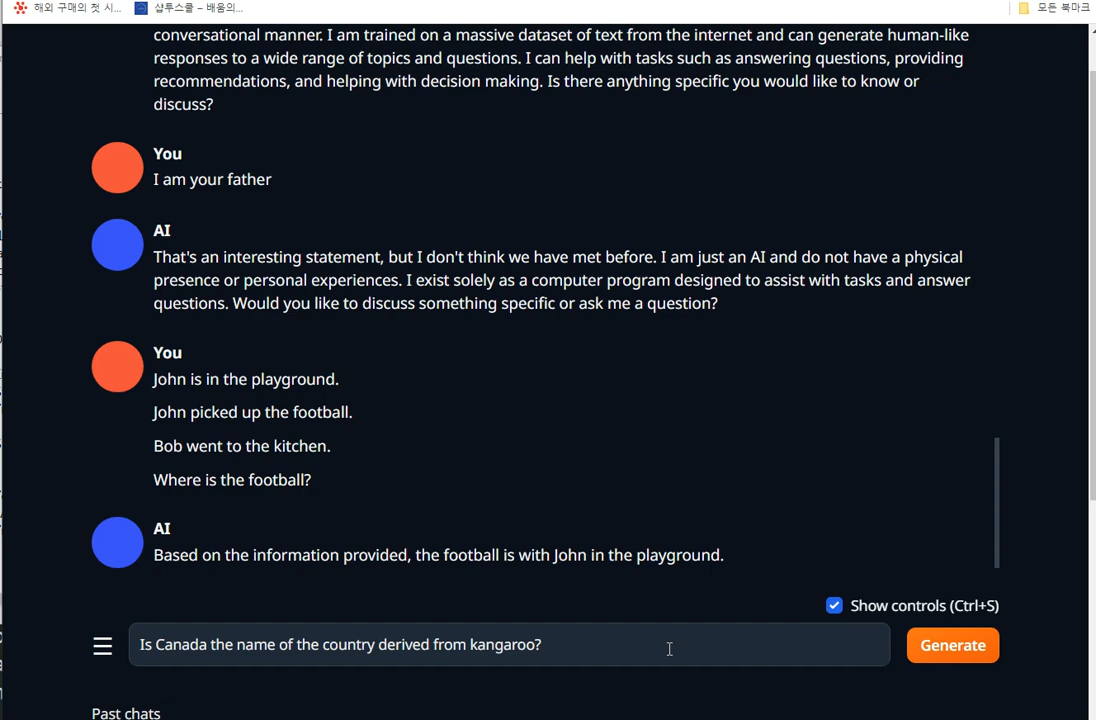 해외 구매의 첫 시...
샵투스쿨 – 배움의...
모든 북마크
conversational manner. I am trained on a massive dataset of text from the internet and can generate human-like
responses to a wide range of topics and questions. I can help with tasks such as answering questions, providing
recommendations, and helping with decision making. Is there anything specific you would like to know or
discuss?
You
I am your father
AI
That's an interesting statement, but I don't think we have met before. I am just an AI and do not have a physical
presence or personal experiences. I exist solely as a computer program designed to assist with tasks and answer
questions. Would you like to discuss something specific or ask me a question?
You
John is in the playground.
John picked up the football.
Bob went to the kitchen.
Where is the football?
AI
Based on the information provided, the football is with John in the playground.
Show controls (Ctrl+S)
Is Canada the name of the country derived from kangaroo?
Generate
Past chats